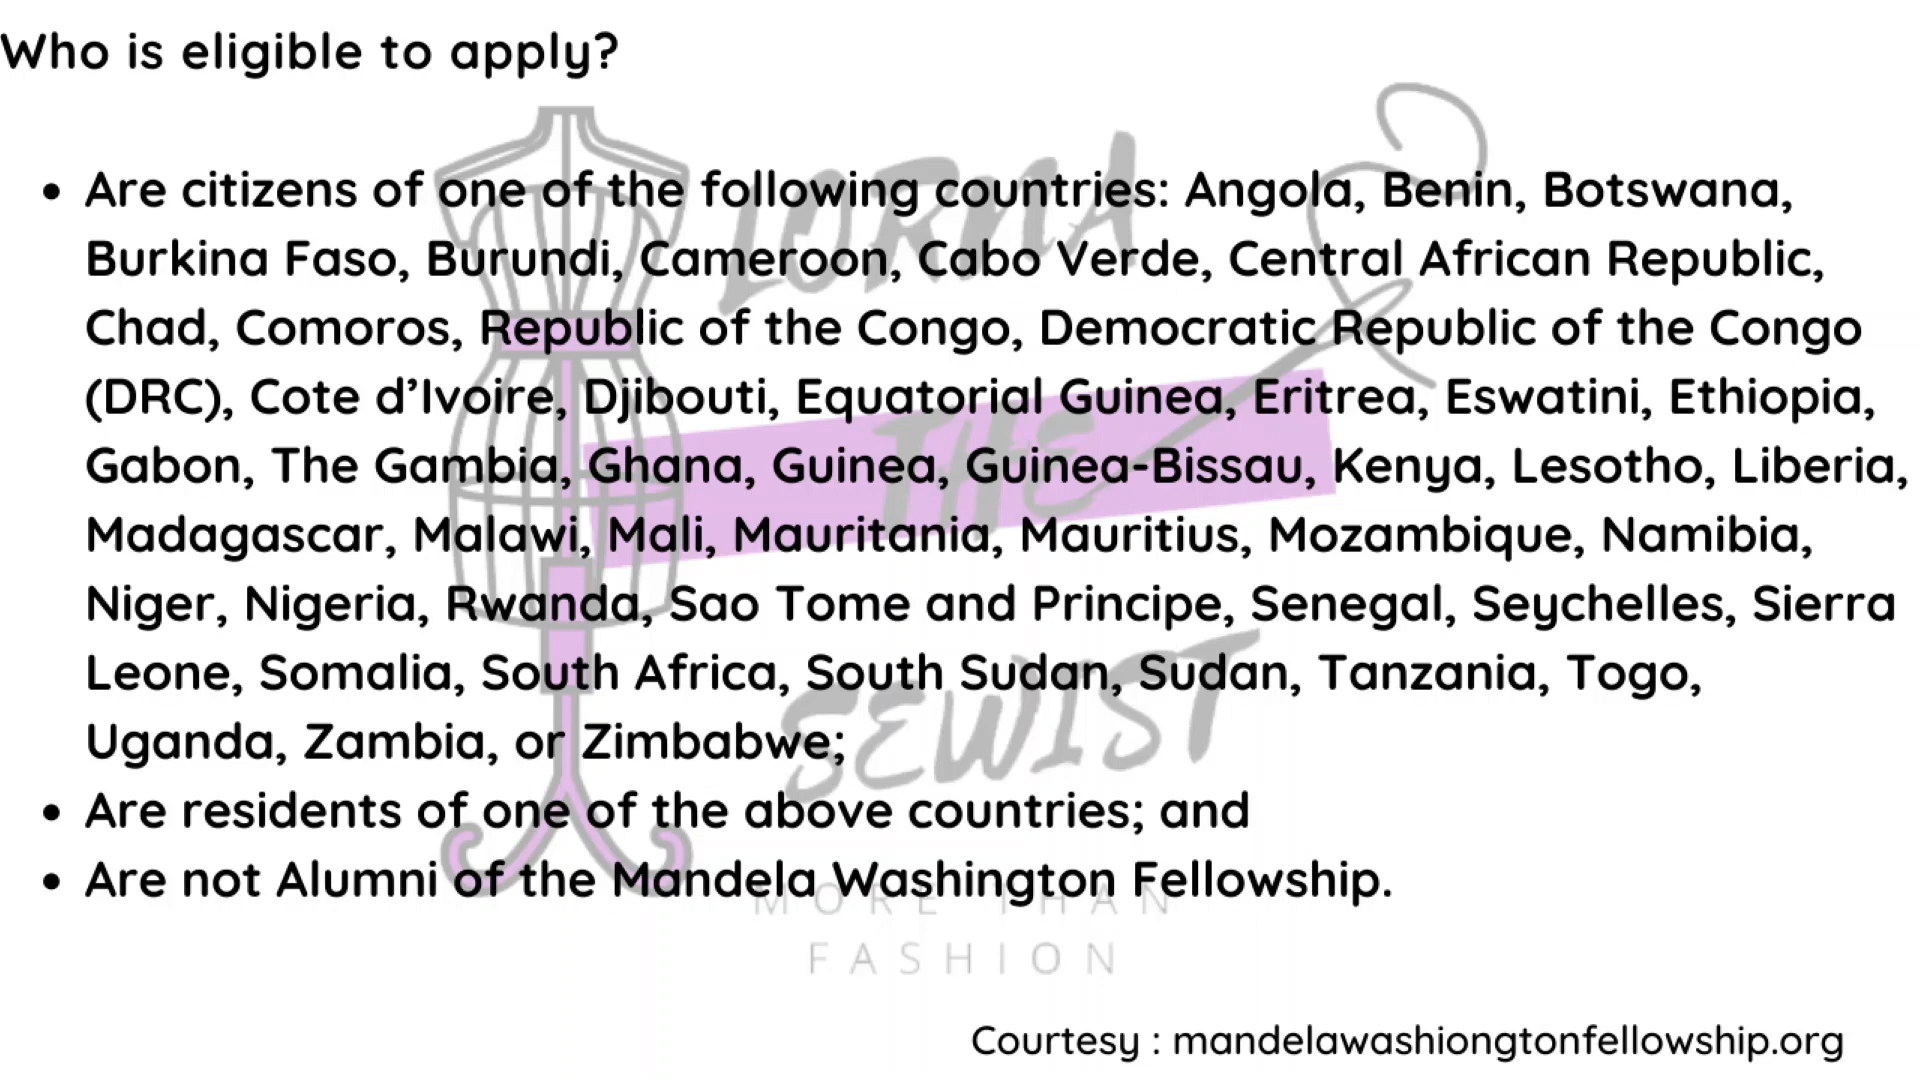 Who is eligible to apply?
• Are citizens of one of the following countries: Angola, Benin, Botswana,
Burkina Faso, Burundi, Cameroon, Cabo Verde, Central African Republic,
Chad, Comoros, Republic of the Congo, Democratic Republic of the Congo
(DRC), Cote d’Ivoire, Djibouti, Equatorial Guinea, Eritrea, Eswatini, Ethiopia,
Gabon, The Gambia, Ghana, Guinea, Guinea-Bissau, Kenya, Lesotho, Liberia,
Madagascar, Malawi, Mali, Mauritania, Mauritius, Mozambique, Namibia,
Niger, Nigeria, Rwanda, Sao Tome and Principe, Senegal, Seychelles, Sierra
Leone, Somalia, South Africa, South Sudan, Sudan, Tanzania, Togo,
Uganda, Zambia, or Zimbabwe;
• Are residents of one of the above countries; and
• Are not Alumni of the Mandela Washington Fellowship.
LORNA
THE
SEWIST
MORE THAN
FASHION
Courtesy : mandelawashiongtonfellowship.org